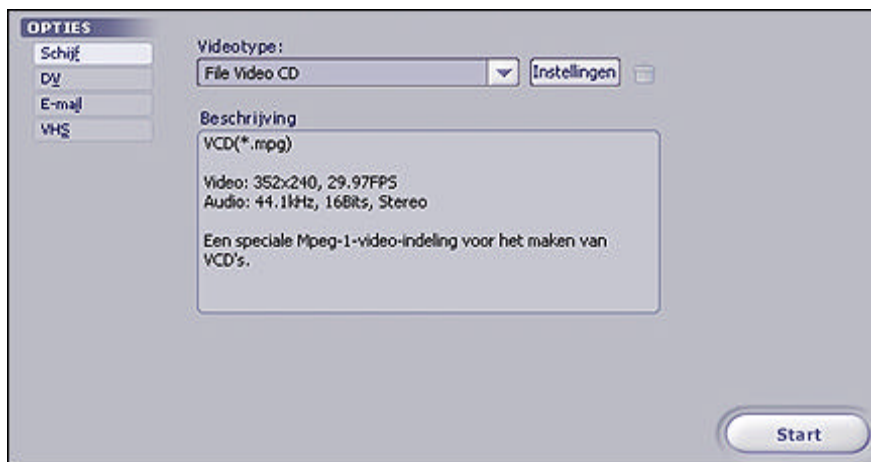 OPTIES
Schijf
DV
E-mail
VHS
Videotype:
File Video CD
Instellingen
Beschrijving
VCD(*.mpg)
Video: 352x240, 29.97FPS
Audio: 44.1kHz, 16Bits, Stereo
Een speciale Mpeg-1-video-indeling voor het maken van
VCD's.
Start